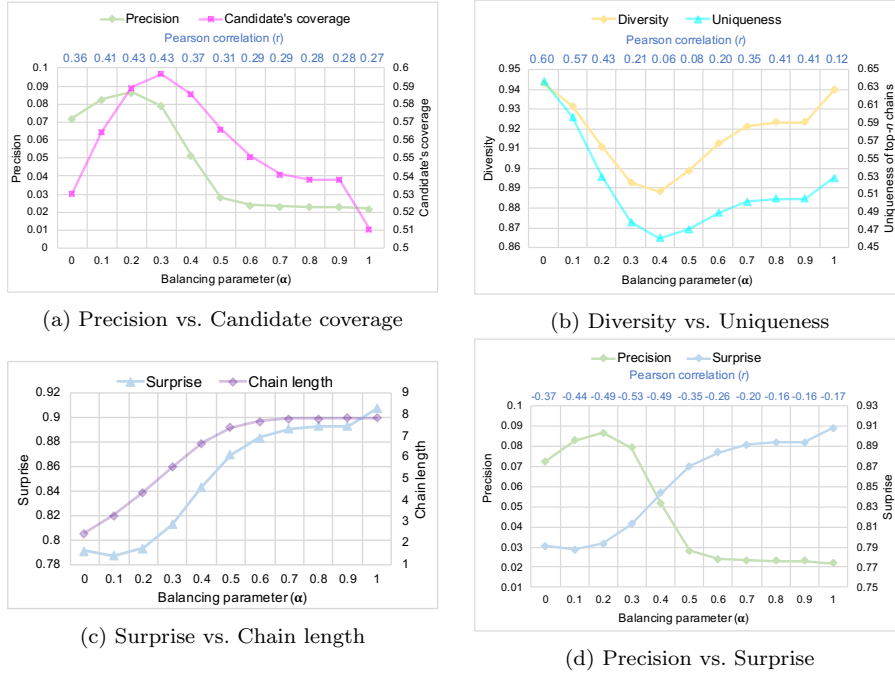 Precision Candidate's coverage
Pearson correlation (r)
0.36 0.41 0.43 0.43 0.37 0.31 0.29 0.29 0.28 0.28 0.27
0.1
0.09
0.08
0.07
0.06
0.05
0.04
0.03
0.02
0.01
0
Precision
0.6
0.59
0.58
0.57
0.56
0.55
0.54
0.53
0.52
0.51
0.5
Candidate's coverage
0 0.1 0.2 0.3 0.4 0.5 0.6 0.7 0.8 0.9 1
Balancing parameter (α)
(a) Precision vs. Candidate coverage
Diversity Uniqueness
Pearson correlation (r)
0.60 0.57 0.43 0.21 0.06 0.08 0.20 0.35 0.41 0.41 0.12
0.95
0.94
0.93
0.92
0.91
0.9
0.89
0.88
0.87
0.86
Diversity
0.65
0.63
0.61
0.59
0.57
0.55
0.53
0.51
0.49
0.47
0.45
Uniqueness of top-n chains
0 0.1 0.2 0.3 0.4 0.5 0.6 0.7 0.8 0.9 1
Balancing parameter (α)
(b) Diversity vs. Uniqueness
Surprise Chain length
0.92
0.9
0.88
0.86
0.84
0.82
0.8
0.78
Surprise
9
8
7
6
5
4
3
2
1
Chain length
0 0.1 0.2 0.3 0.4 0.5 0.6 0.7 0.8 0.9 1
Balancing parameter (α)
(c) Surprise vs. Chain length
Precision Surprise
Pearson correlation (r)
-0.37 -0.44 -0.49 -0.53 -0.49 -0.35 -0.26 -0.20 -0.16 -0.16 -0.17
0.1
0.09
0.08
0.07
0.06
0.05
0.04
0.03
0.02
0.01
Precision
0.93
0.91
0.89
0.87
0.85
0.83
0.81
0.79
0.77
0.75
Surprise
0 0.1 0.2 0.3 0.4 0.5 0.6 0.7 0.8 0.9 1
Balancing parameter (α)
(d) Precision vs. Surprise